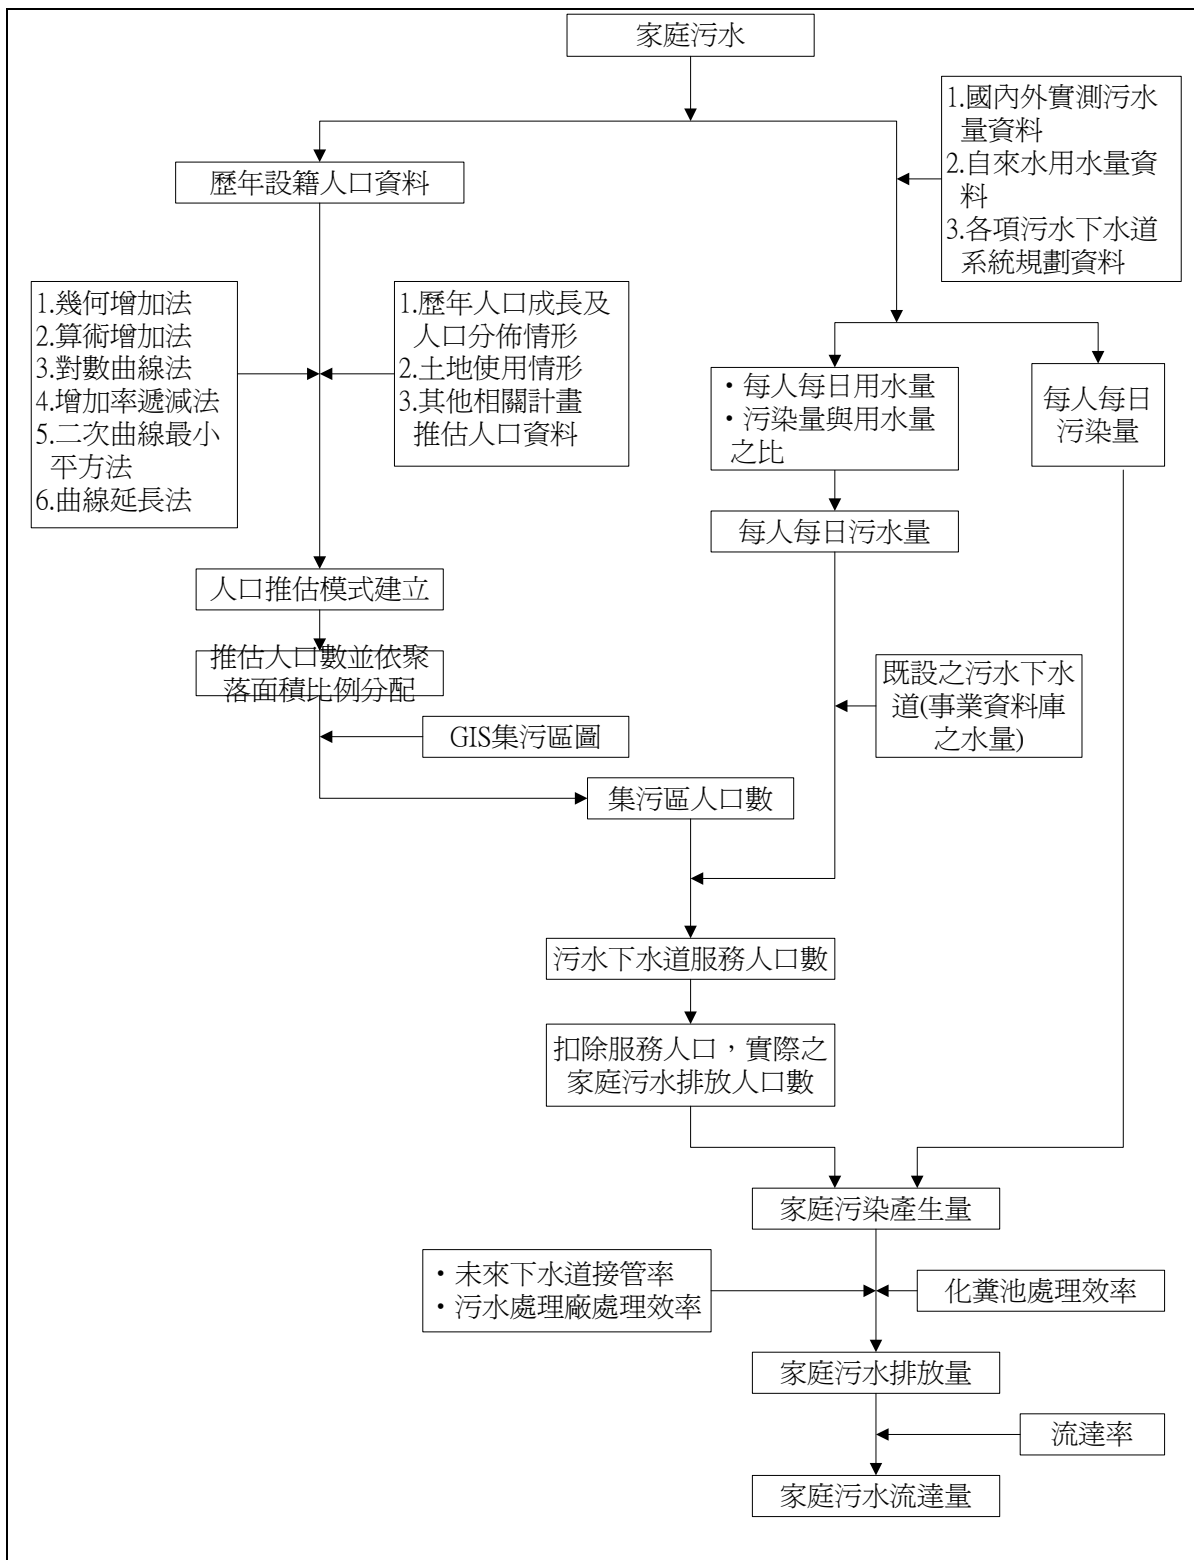 家庭污水
1.國內外實測污水
量資料
2.自來水用水量資
料
3.各項污水下水道
系統規劃資料
歷年設籍人口資料
1.幾何增加法
2.算術增加法
3.對數曲線法
4.增加率遞減法
5.二次曲線最小
平方法
6.曲線延長法
1.歷年人口成長及
人口分佈情形
2.土地使用情形
3.其他相關計畫
推估人口資料
・每人每日用水量
・污染量與用水量
之比
每人每日
污染量
每人每日污水量
人口推估模式建立
推估人口數並依聚
落面積比例分配
既設之污水下水
道(事業資料庫
之水量)
GIS集污區圖
集污區人口數
污水下水道服務人口數
扣除服務人口，實際之
家庭污水排放人口數
家庭污染產生量
・未來下水道接管率
・污水處理廠處理效率
化糞池處理效率
家庭污水排放量
流達率
家庭污水流達量